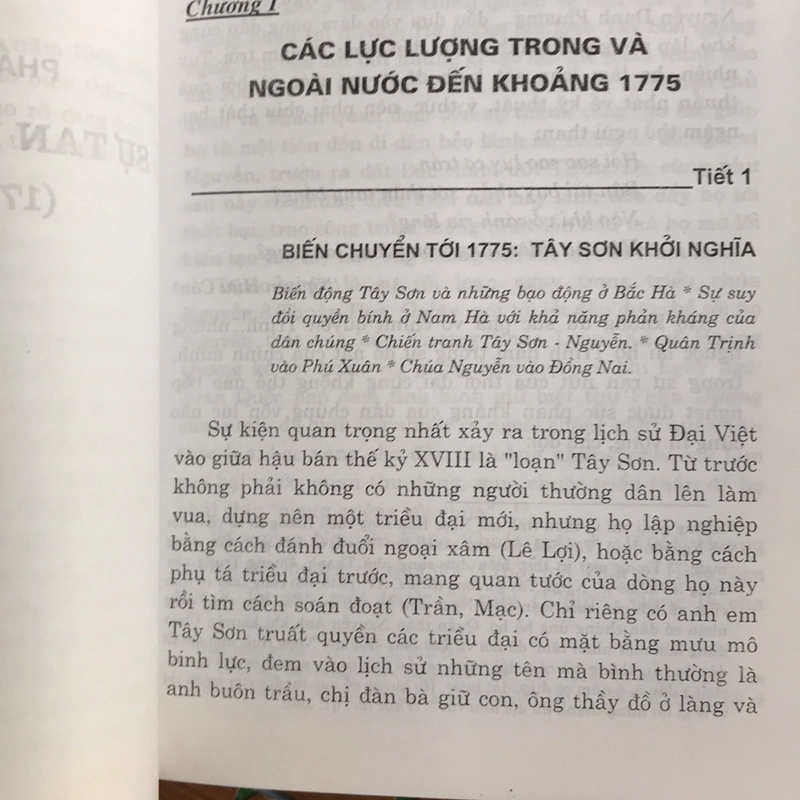 Chương 1
CÁC LỰC LƯỢNG TRONG VÀ
NGOÀI NƯỚC ĐẾN KHOẢNG 1775
Tiết 1
BIẾN CHUYỂN TỚI 1775: TÂY SƠN KHỞI NGHĨA
Biến động Tây Sơn và những bạo động ở Bắc Hà * Sự suy
đồi quyền bính ở Nam Hà với khả năng phản kháng của
dân chúng * Chiến tranh Tây Sơn - Nguyễn. * Quân Trịnh
vào Phú Xuân * Chúa Nguyễn vào Đồng Nai.
Sự kiện quan trọng nhất xảy ra trong lịch sử Đại Việt
vào giữa hậu bán thế kỷ XVIII là "loạn" Tây Sơn. Từ trước
không phải không có những người thường dân lên làm
vua, dựng nên một triều đại mới, nhưng họ lập nghiệp
bằng cách đánh đuổi ngoại xâm (Lê Lợi), hoặc bằng cách
phụ tá triều đại trước, mang quan tước của dòng họ này
rồi tìm cách soán đoạt (Trần, Mạc). Chỉ riêng có anh em
Tây Sơn truất quyền các triều đại có mặt bằng mưu mô
binh lực, đem vào lịch sử những tên mà bình thường là
anh buôn trầu, chị đàn bà giữ con, ông thầy đồ ở làng và